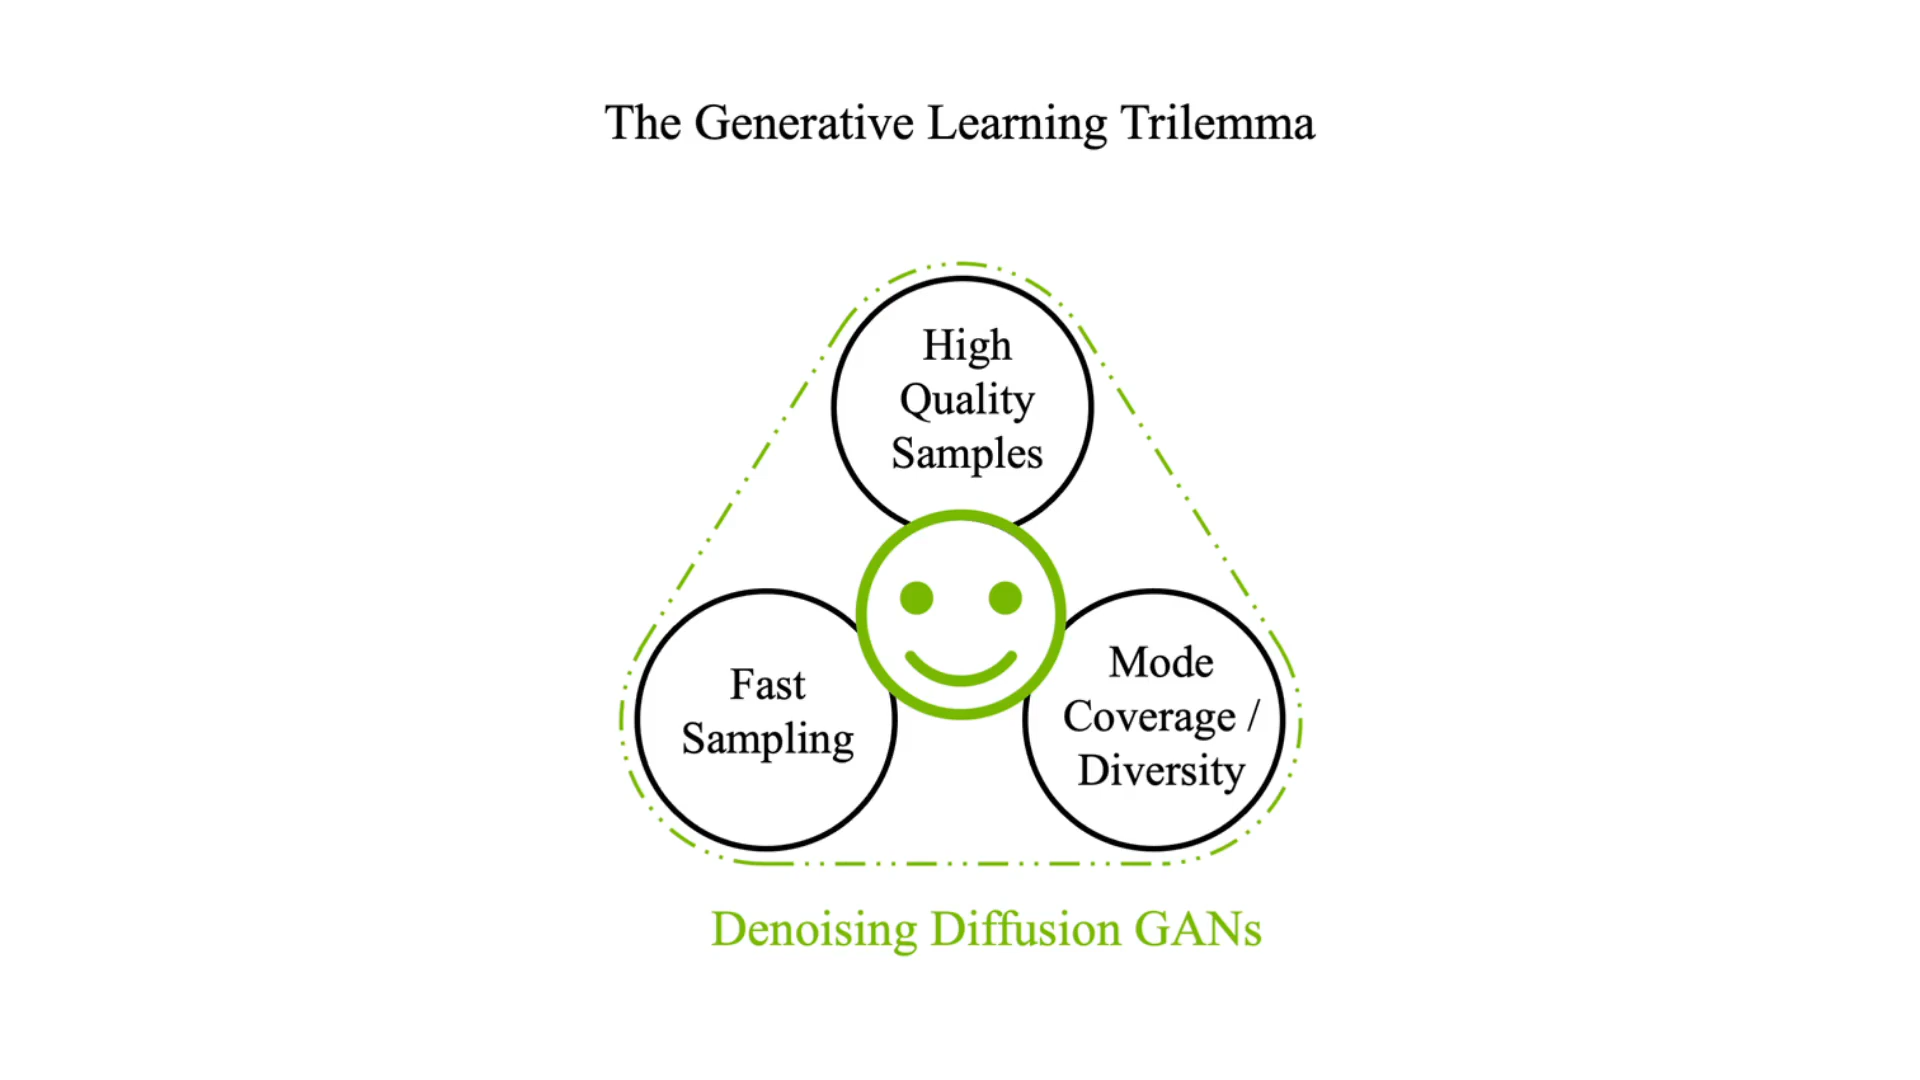 The Generative Learning Trilemma
High
Quality
Samples
Fast
Sampling
Mode
Coverage /
Diversity
Denoising Diffusion GANs